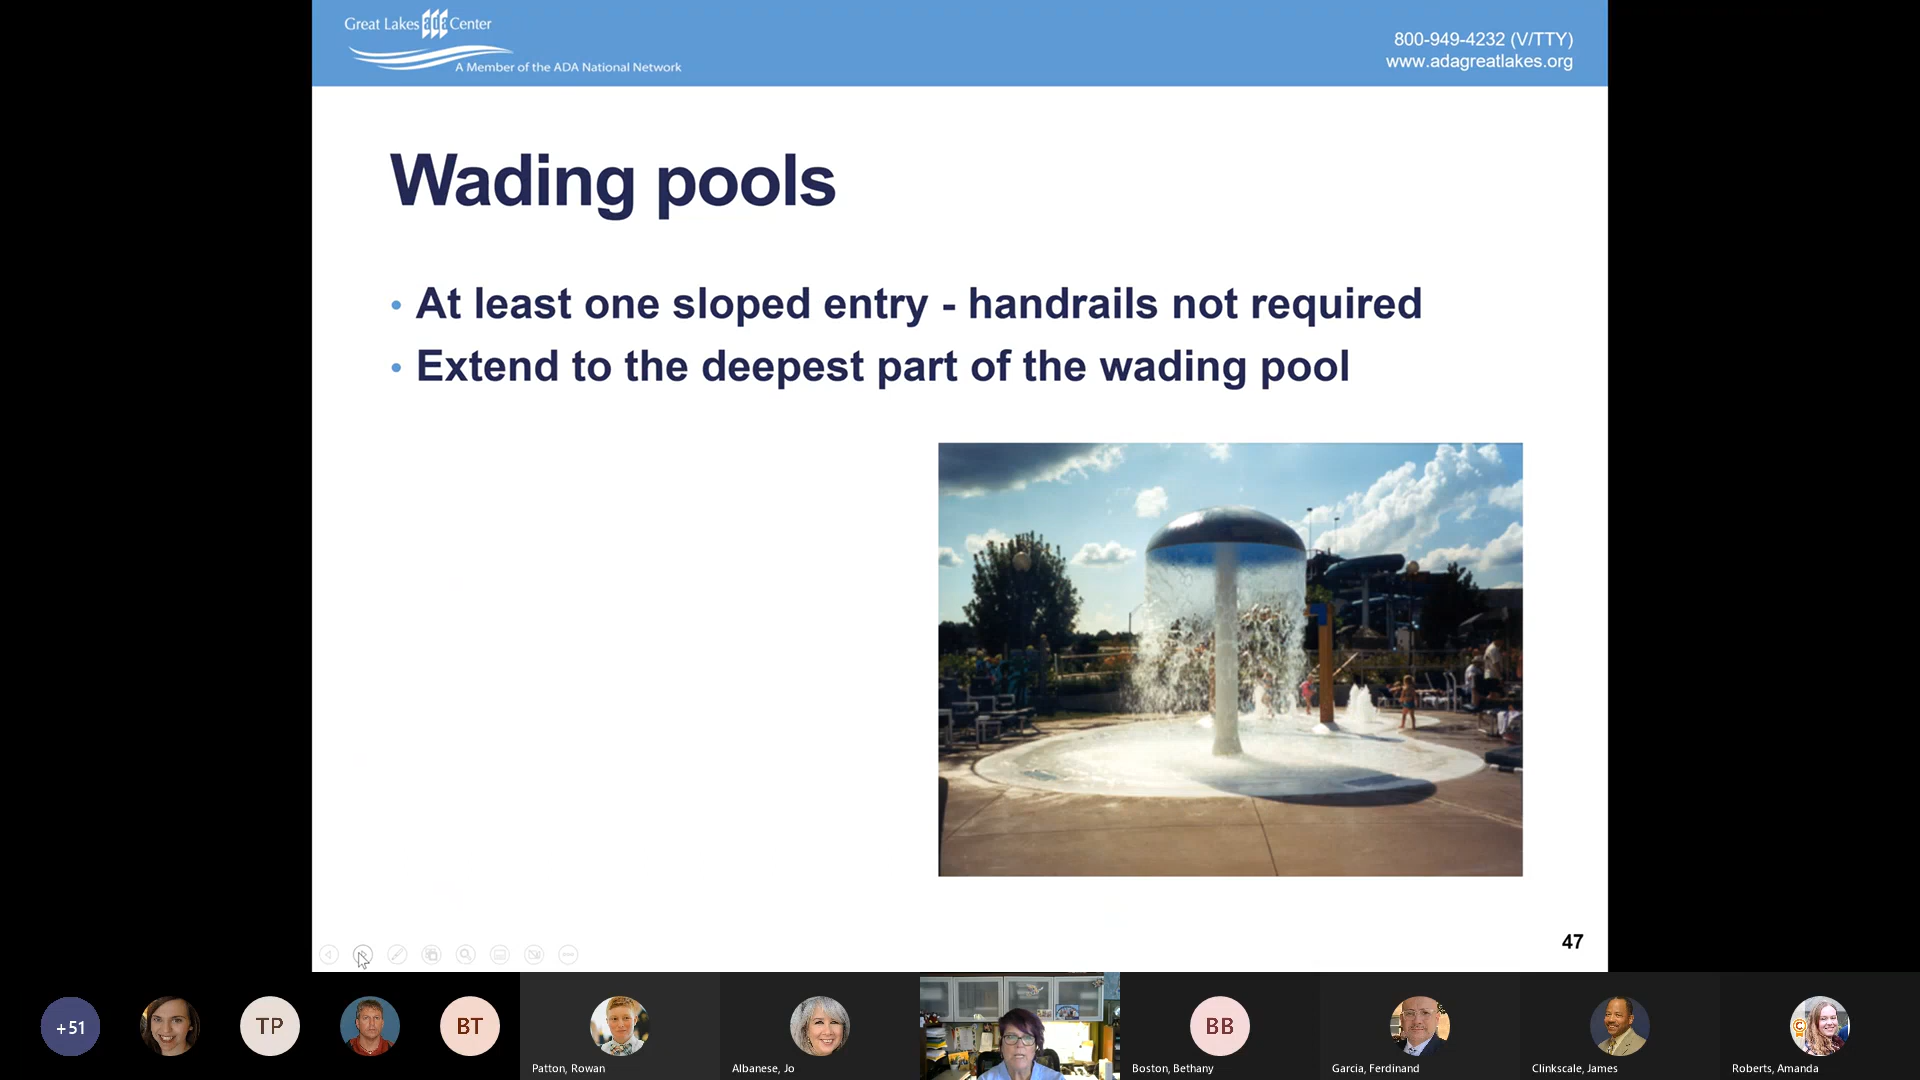 Great Lakes ada Center
A Member of the ADA National Network
800-949-4232 (V/TTY)
www.adagreatlakes.org
Wading pools
• At least one sloped entry - handrails not required
• Extend to the deepest part of the wading pool
47
+51
TP
BT
Patton, Rowan
Albanese, Jo
BB
Boston, Bethany
Garcia, Ferdinand
Clinkscale, James
C
Roberts, Amanda